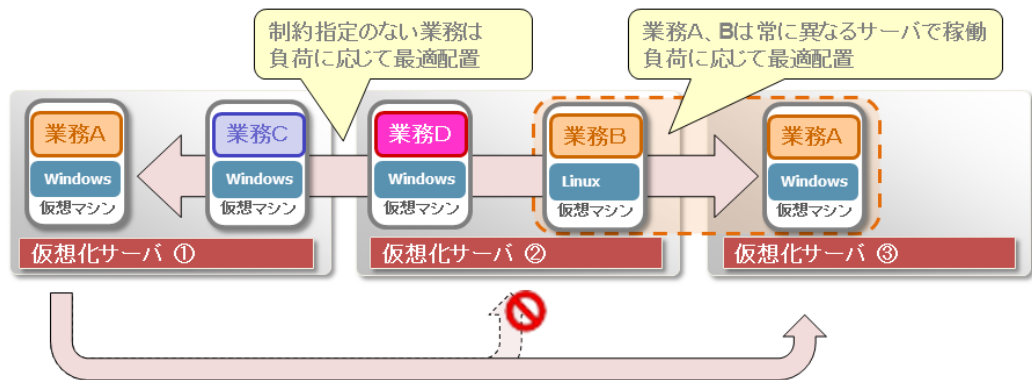 制約指定のない業務は
負荷に応じて最適配置
業務A、Bは常に異なるサーバで稼働
負荷に応じて最適配置
業務A
Windows
仮想マシン
業務C
Windows
仮想マシン
業務D
Windows
仮想マシン
業務B
Linux
仮想マシン
業務A
Windows
仮想マシン
仮想化サーバ ①
仮想化サーバ ②
仮想化サーバ ③